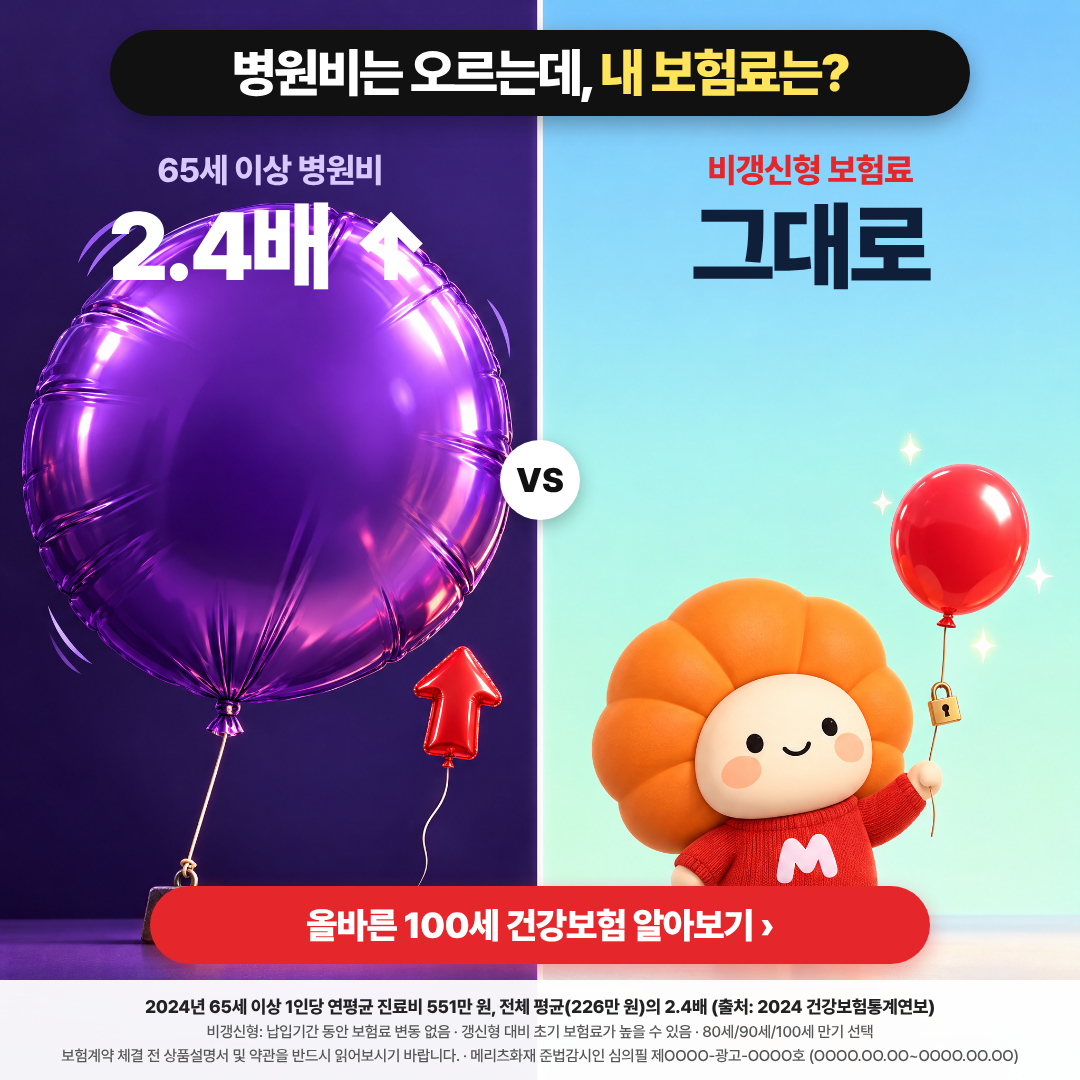 병원비는 오르는데, 내 보험료는?
65세 이상 병원비
2.4배 ↑
비갱신형 보험료
그대로
VS
M
올바른 100세 건강보험 알아보기 ›
2024년 65세 이상 1인당 연평균 진료비 551만 원, 전체 평균(226만 원)의 2.4배 (출처: 2024 건강보험통계연보)
비갱신형: 납입기간 동안 보험료 변동 없음 · 갱신형 대비 초기 보험료가 높을 수 있음 · 80세/90세/100세 만기 선택
보험계약 체결 전 상품설명서 및 약관을 반드시 읽어보시기 바랍니다. · 메리츠화재 준법감시인 심의필 제OOOO-광고-OOOO호 (OOOO.OO.OO~OOOO.OO.OO)